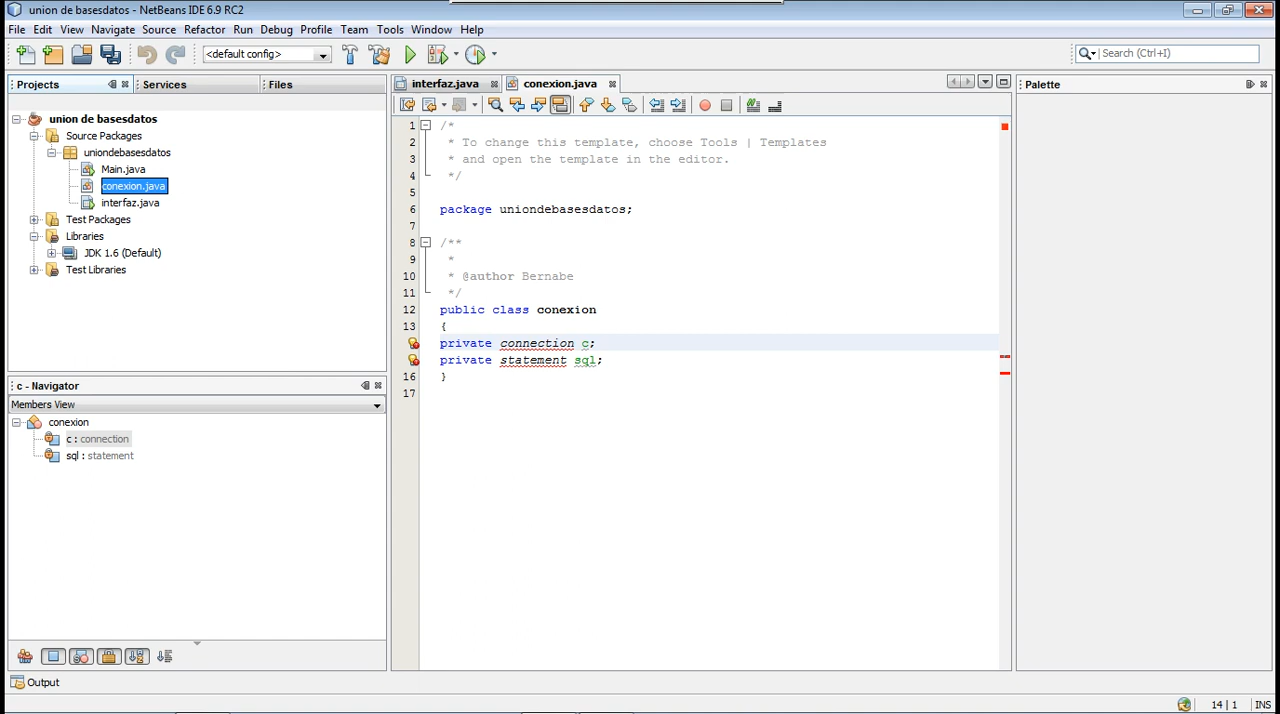 union de basesdatos - NetBeans IDE 6.9 RC2
File Edit View Navigate Source Refactor Run Debug Profile Team Tools Window Help
<default config>
Search (Ctrl+I)
Projects
Services
Files
union de basesdatos
Source Packages
uniondebasesdatos
Main.java
conexion.java
interfaz.java
Test Packages
Libraries
JDK 1.6 (Default)
Test Libraries
c - Navigator
Members View
conexion
c : connection
sql : statement
Output
interfaz.java
conexion.java
1 /*
2 * To change this template, choose Tools | Templates
3 * and open the template in the editor.
4 */
5
6 package uniondebasesdatos;
7
8 /**
9 *
10 * @author Bernabe
11 */
12 public class conexion
13 {
private connection c;
private statement sql;
16 }
17
Palette
14 | 1 INS